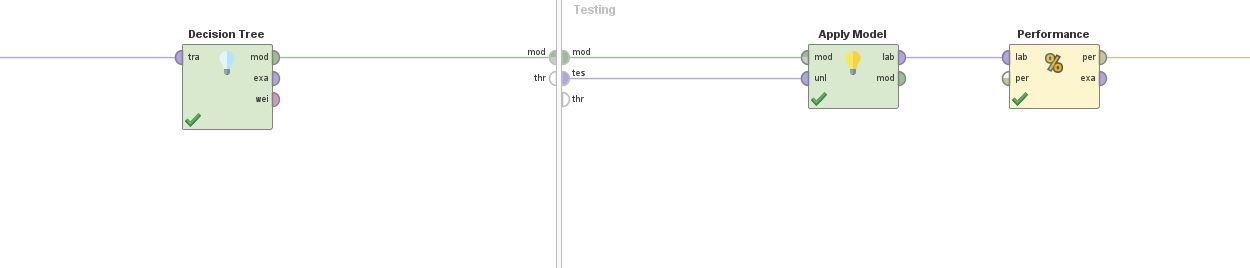 Testing
Decision Tree
tra
mod
exa
wei
mod
thr
mod
tes
thr
Apply Model
mod
lab
unl
mod
Performance
lab
per
per
exa